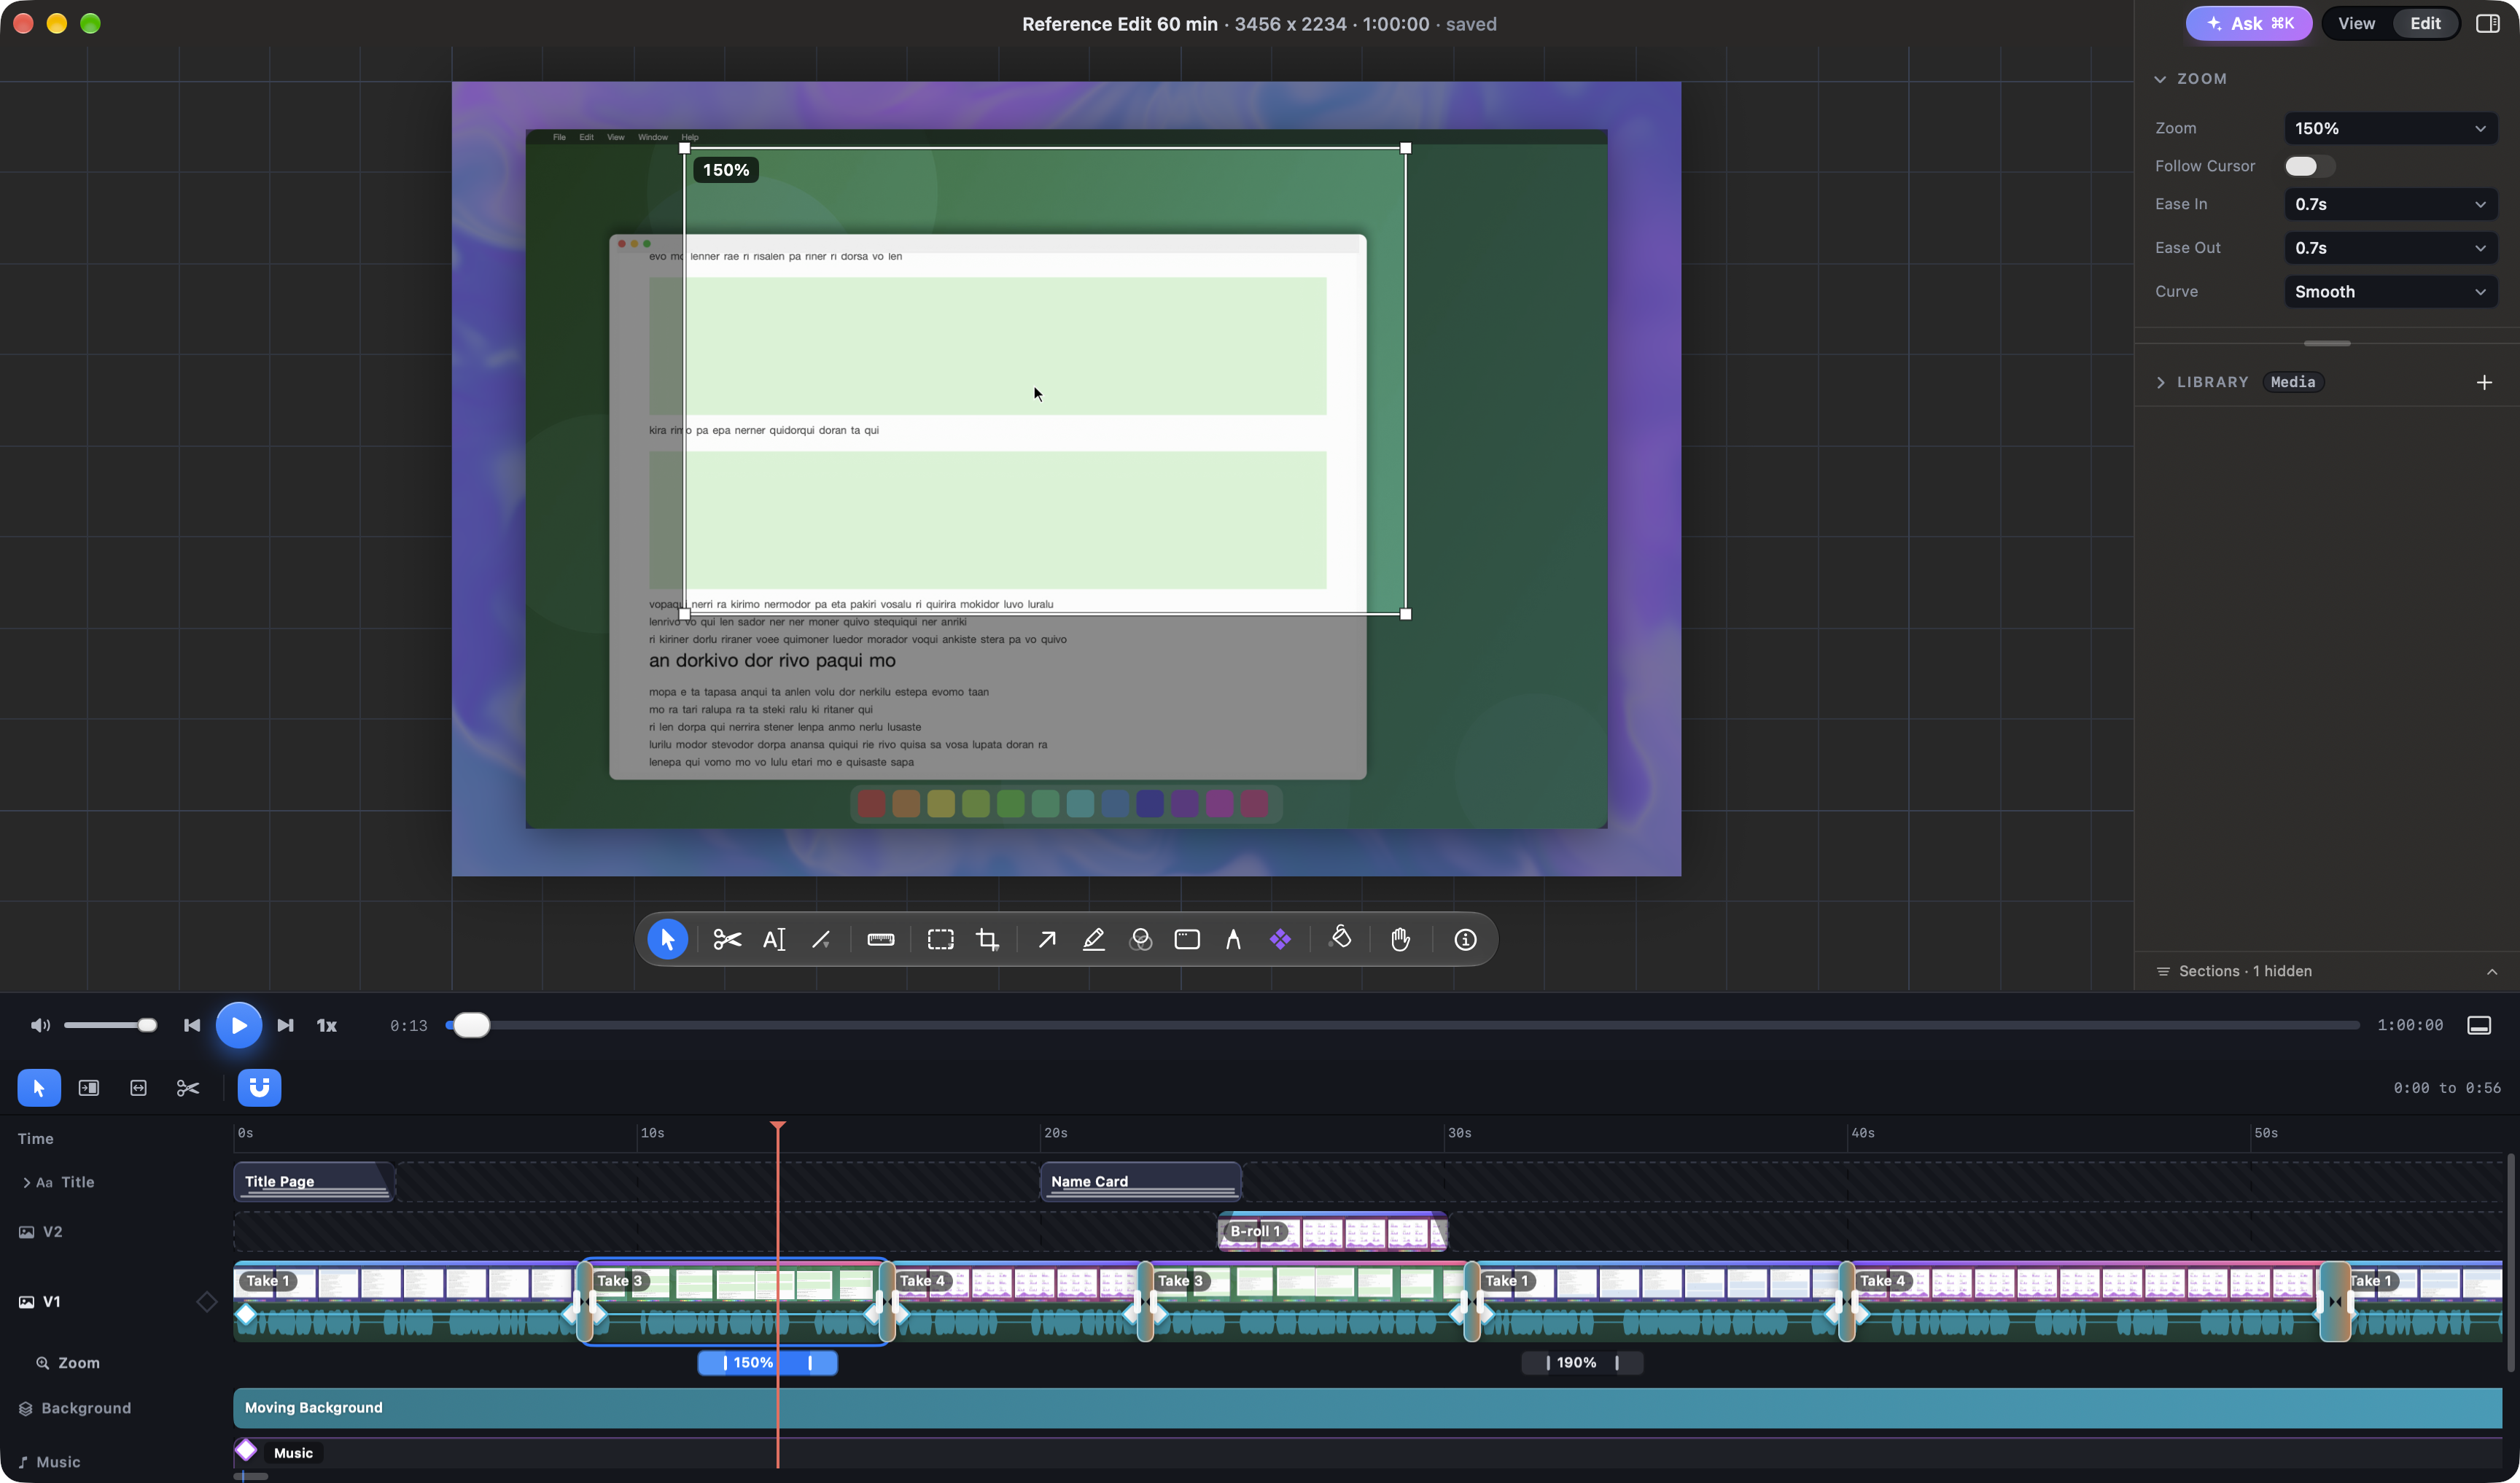 Reference Edit 60 min · 3456 x 2234 · 1:00:00 · saved
Ask ⌘K
View
Edit
ZOOM
Zoom
150%
Follow Cursor
Ease In
0.7s
Ease Out
0.7s
Curve
Smooth
LIBRARY
Media
Sections · 1 hidden
File Edit View Window Help
150%
evo mo lenner rae ri risalen pa riner ri dorsa vo len
kira rimo pa epa nerner quidorqui doran ta qui
vopaqui nerri ra kirimo nermodor pa eta pakiri vosalu ri quirira mokidor luvo luralu
lenrivo vo qui len sador ner ner moner quivo stequiqui ner anriki
ri kiriner dorlu riraner voee quimoner luedor morador voqui ankiste stera pa vo quivo
an dorkivo dor rivo paqui mo
mopa e ta tapasa anqui ta anlen volu dor nerkilu estepa evomo taan
mo ra tari ralupa ra ta steki ralu ki ritaner qui
ri len dorpa qui nerrira stener lenpa anmo nerlu lusaste
lurilu modor stevodor dorpa anansa quiqui rie rivo quisa sa vosa lupata doran ra
lenepa qui vomo mo vo lulu etari mo e quisaste sapa
1x
0:13
1:00:00
0:00 to 0:56
Time
0s
10s
20s
30s
40s
50s
Aa Title
Title Page
Name Card
V2
B-roll 1
V1
Take 1
Take 3
Take 4
Take 3
Take 1
Take 4
Take 1
Zoom
150%
190%
Background
Moving Background
Music
Music